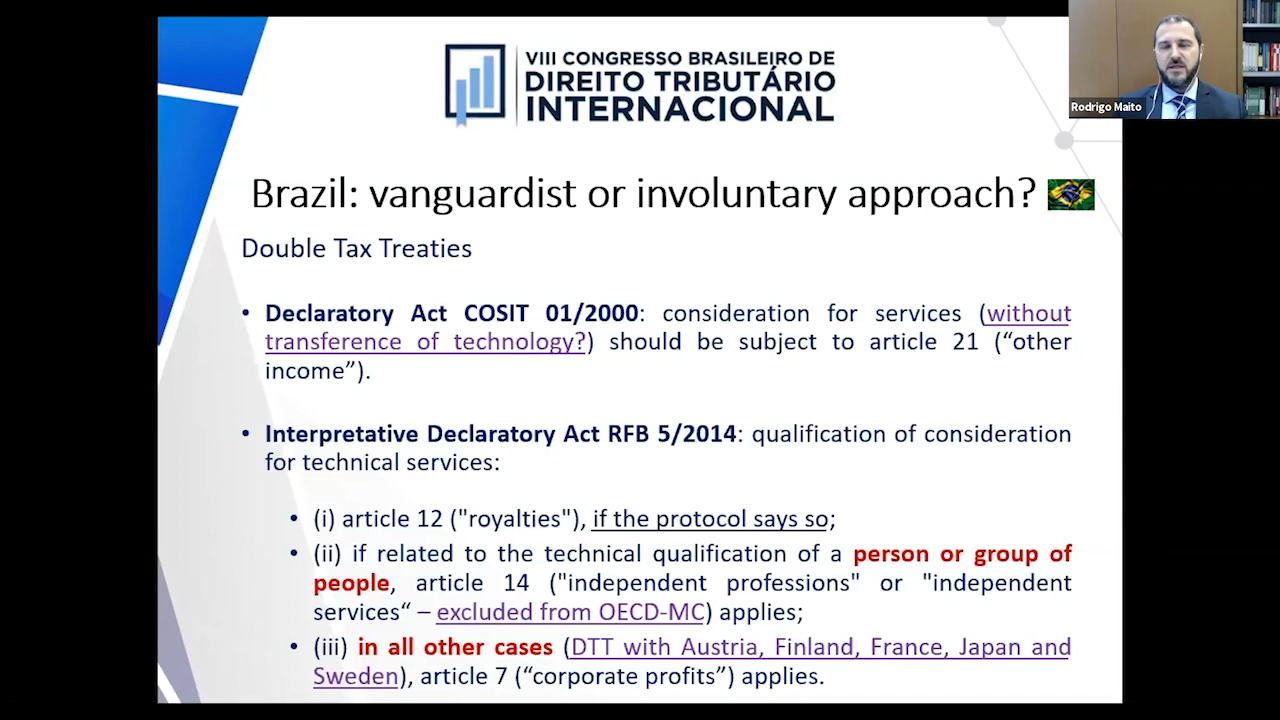 VIII CONGRESSO BRASILEIRO DE
DIREITO TRIBUTÁRIO
INTERNACIONAL
Rodrigo Maito
Brazil: vanguardist or involuntary approach?
Double Tax Treaties
• Declaratory Act COSIT 01/2000: consideration for services (without
transference of technology?) should be subject to article 21 (“other
income”).
• Interpretative Declaratory Act RFB 5/2014: qualification of consideration
for technical services:
• (i) article 12 ("royalties"), if the protocol says so;
• (ii) if related to the technical qualification of a person or group of
people, article 14 ("independent professions" or "independent
services“ – excluded from OECD-MC) applies;
• (iii) in all other cases (DTT with Austria, Finland, France, Japan and
Sweden), article 7 (“corporate profits”) applies.